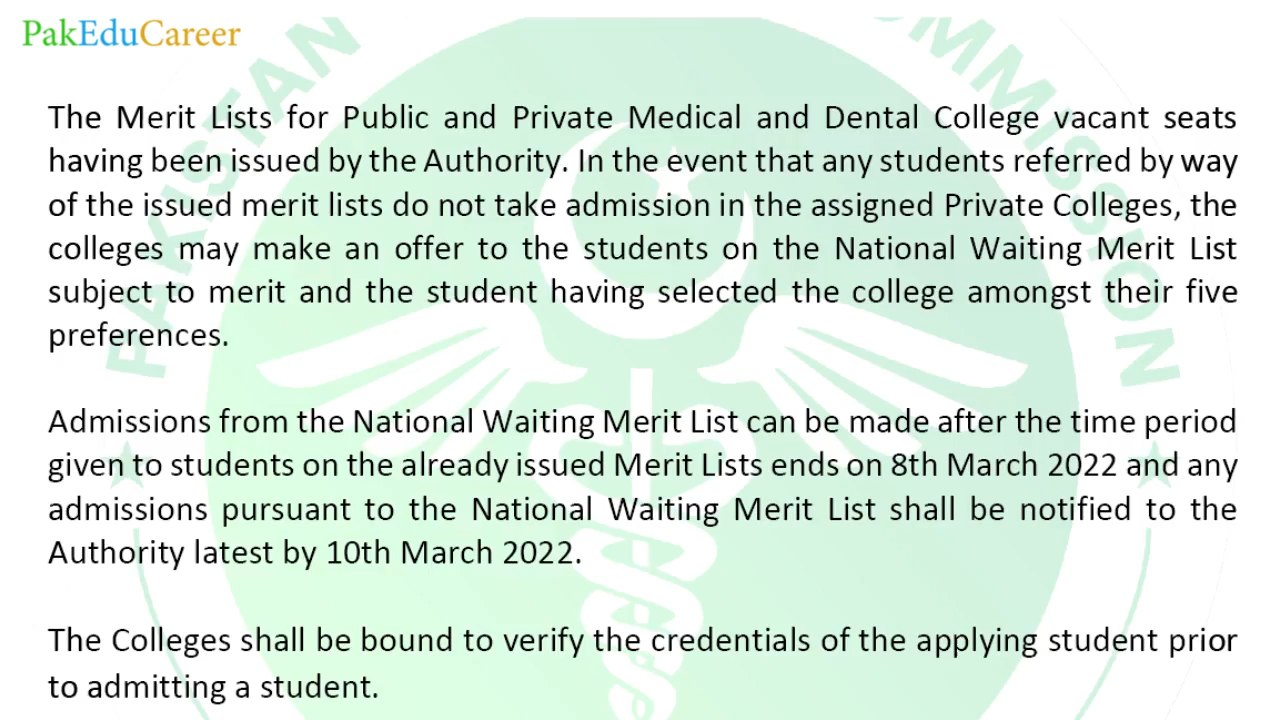 PakEduCareer
PAKISTAN
COMMISSION
The Merit Lists for Public and Private Medical and Dental College vacant seats
having been issued by the Authority. In the event that any students referred by way
of the issued merit lists do not take admission in the assigned Private Colleges, the
colleges may make an offer to the students on the National Waiting Merit List
subject to merit and the student having selected the college amongst their five
preferences.
Admissions from the National Waiting Merit List can be made after the time period
given to students on the already issued Merit Lists ends on 8th March 2022 and any
admissions pursuant to the National Waiting Merit List shall be notified to the
Authority latest by 10th March 2022.
The Colleges shall be bound to verify the credentials of the applying student prior
to admitting a student.